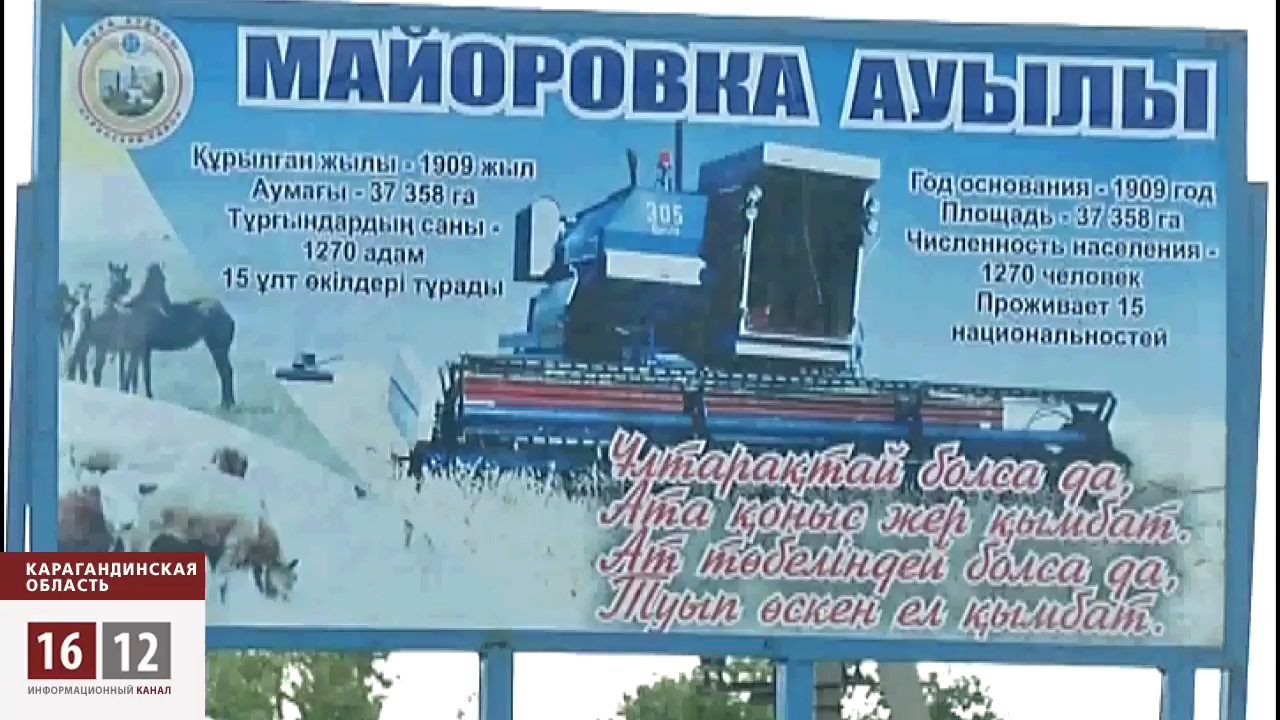 МАЙОРОВКА АУЫЛЫ
Құрылған жылы - 1909 жыл
Аумағы - 37 358 га
Тұрғындардың саны -
1270 адам
15 ұлт өкілдері тұрады
305
Год основания - 1909 год
Площадь - 37 358 га
Численность населения -
1270 человек
Проживает 15
национальностей
Ұлтарақтай болса да,
Ата қоныс жер қымбат.
Ат төбеліндей болса да,
Туып өскен ел қымбат.
КАРАГАНДИНСКАЯ
ОБЛАСТЬ
16 12
ИНФОРМАЦИОННЫЙ КАНАЛ